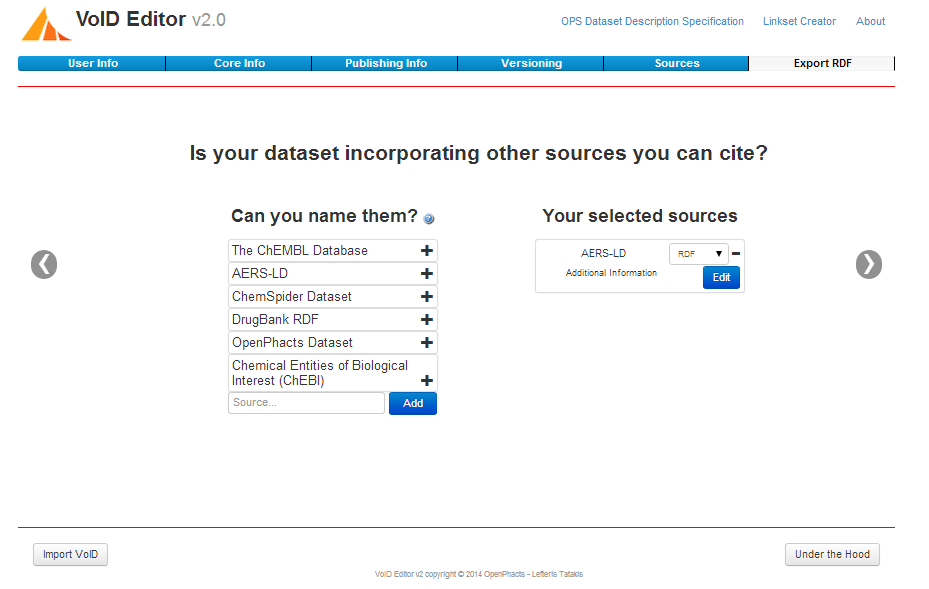 VoID Editor v2.0
OPS Dataset Description Specification Linkset Creator About
User Info Core Info Publishing Info Versioning Sources Export RDF
Is your dataset incorporating other sources you can cite?
Can you name them?
The ChEMBL Database
AERS-LD
ChemSpider Dataset
DrugBank RDF
OpenPhacts Dataset
Chemical Entities of Biological
Interest (ChEBI)
Source... Add
Your selected sources
AERS-LD RDF
Additional Information
Edit
Import VoID
Under the Hood
VoID Editor v2 copyright © 2014 OpenPhacts - Lefteris Tatakis